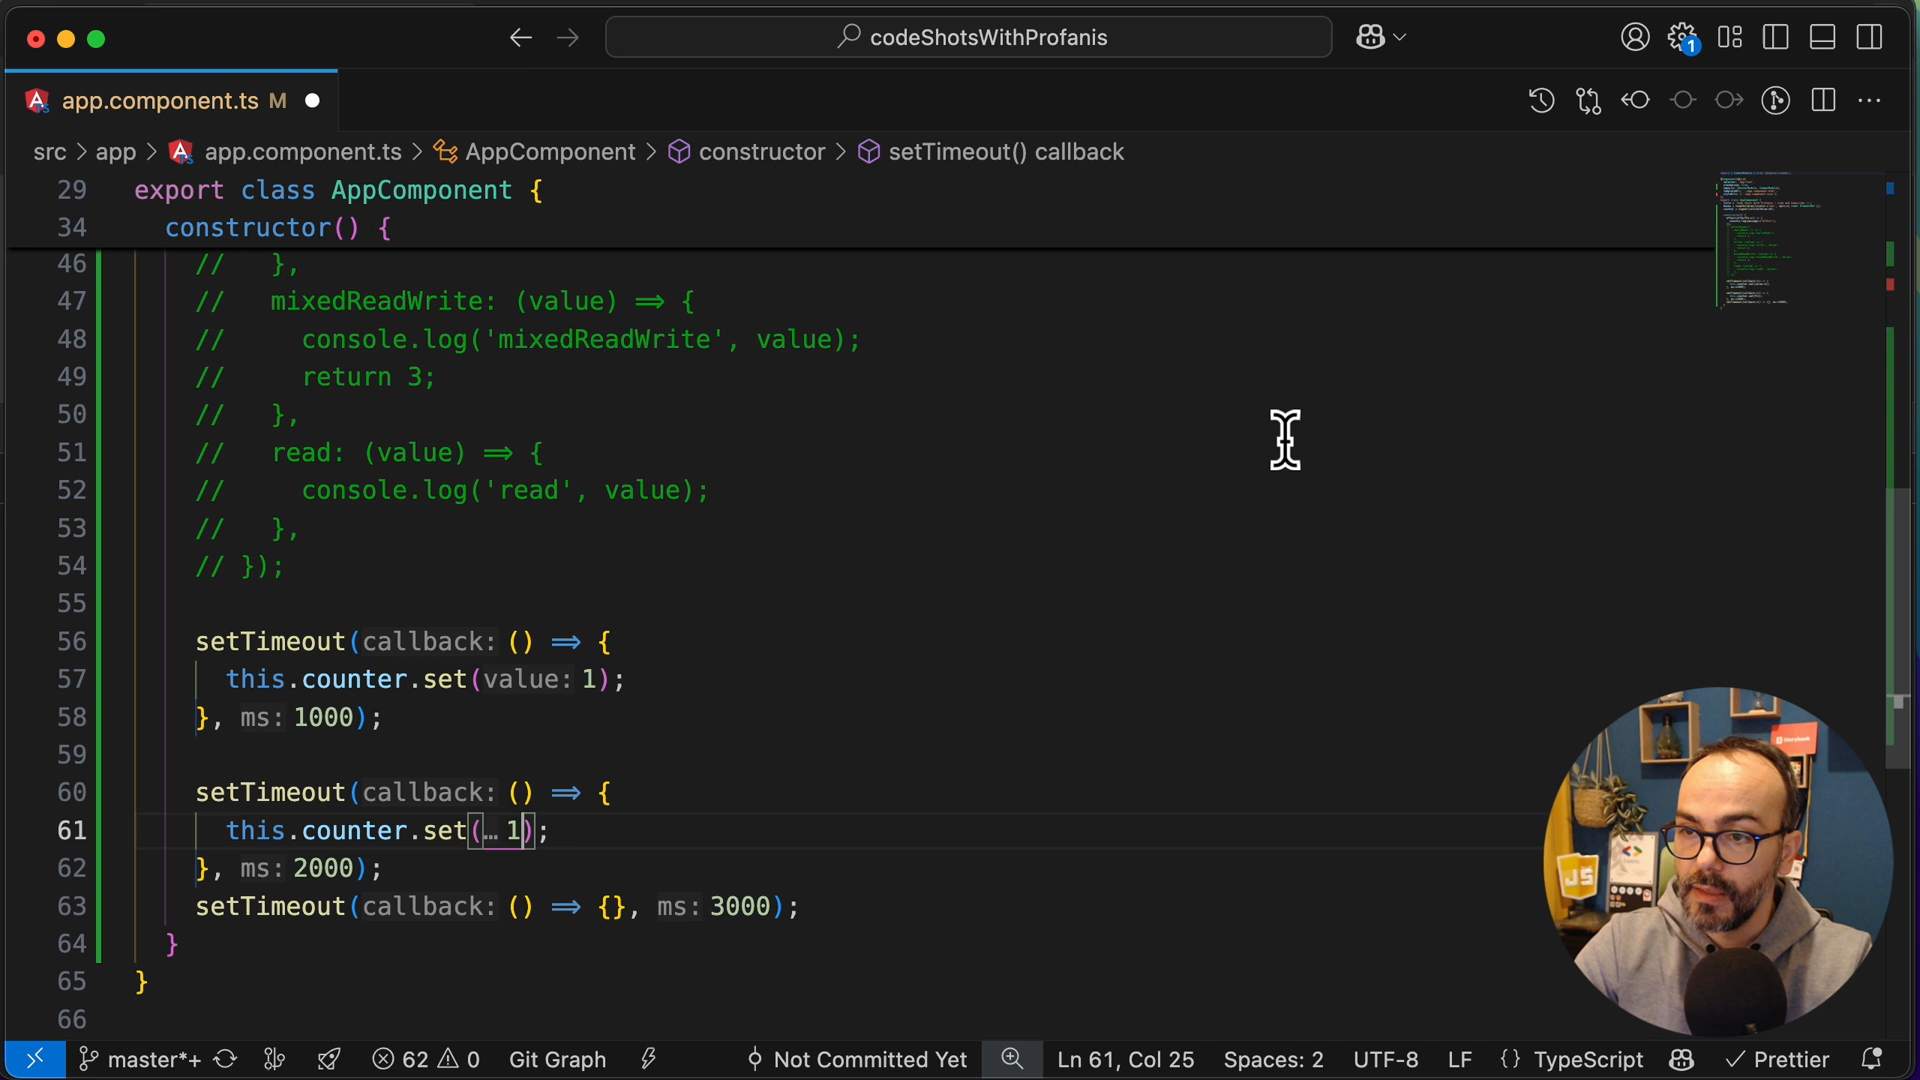 codeShotsWithProfanis
1
app.component.ts M
src > app > app.component.ts > AppComponent > constructor > setTimeout() callback
29 export class AppComponent {
34 constructor() {
46 // },
47 // mixedReadWrite: (value) => {
48 // console.log('mixedReadWrite', value);
49 // return 3;
50 // },
51 // read: (value) => {
52 // console.log('read', value);
53 // },
54 // });
55
56 setTimeout(callback: () => {
57 this.counter.set(value: 1);
58 }, ms: 1000);
59
60 setTimeout(callback: () => {
61 this.counter.set(… 1);
62 }, ms: 2000);
63 setTimeout(callback: () => {}, ms: 3000);
64 }
65 }
66
JS
master*+ 62 0 Git Graph Not Committed Yet Ln 61, Col 25 Spaces: 2 UTF-8 LF {} TypeScript Prettier